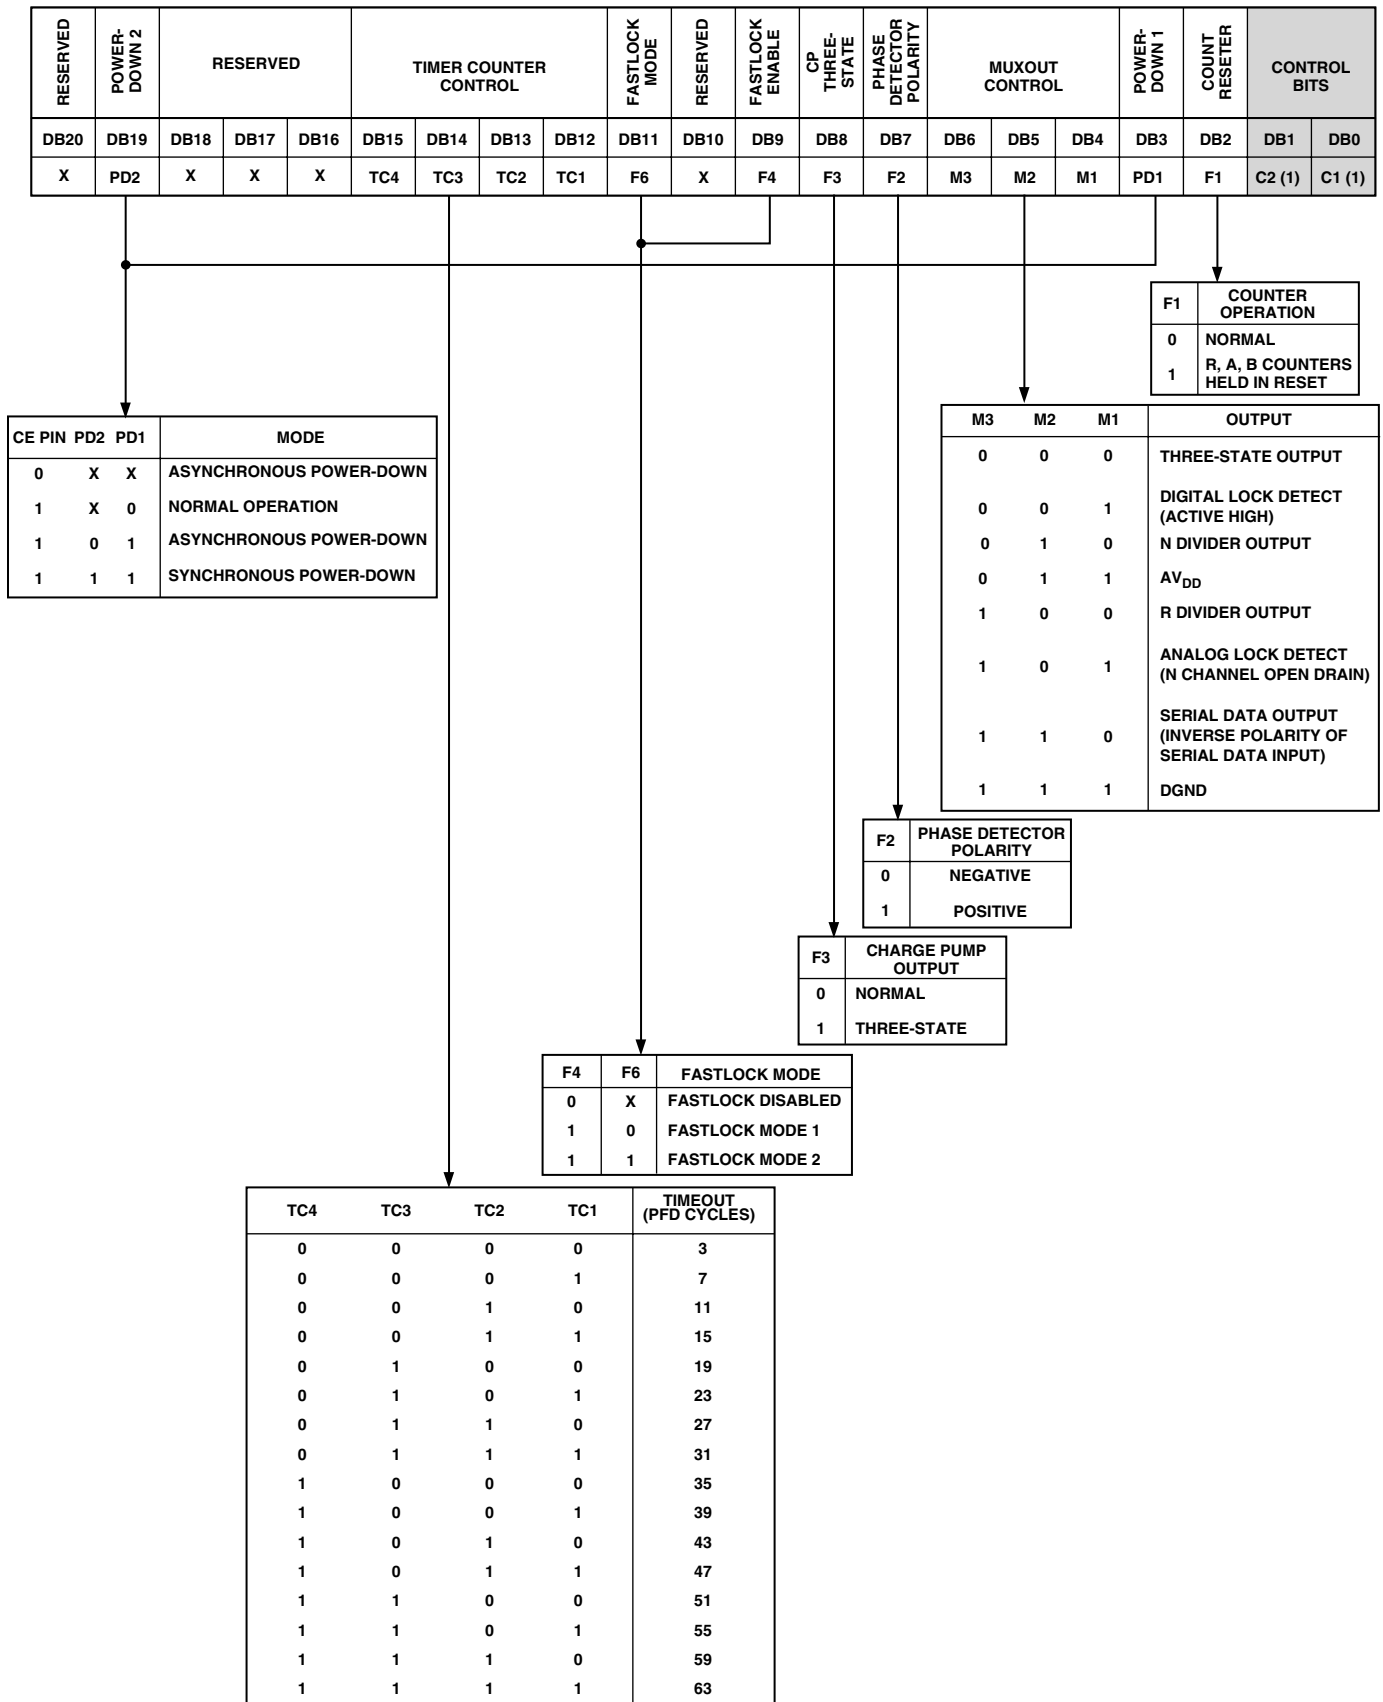 RESERVED
POWER-
DOWN 2
RESERVED
TIMER COUNTER
CONTROL
FASTLOCK
MODE
RESERVED
FASTLOCK
ENABLE
CP
THREE-
STATE
PHASE
DETECTOR
POLARITY
MUXOUT
CONTROL
POWER-
DOWN 1
COUNT
RESETER
CONTROL
BITS
DB20 DB19 DB18 DB17 DB16 DB15 DB14 DB13 DB12 DB11 DB10 DB9 DB8 DB7 DB6 DB5 DB4 DB3 DB2 DB1 DB0
X PD2 X X X TC4 TC3 TC2 TC1 F6 X F4 F3 F2 M3 M2 M1 PD1 F1 C2 (1) C1 (1)
F1 COUNTER
OPERATION
0 NORMAL
1 R, A, B COUNTERS
HELD IN RESET
CE PIN PD2 PD1 MODE
0 X X ASYNCHRONOUS POWER-DOWN
1 X 0 NORMAL OPERATION
1 0 1 ASYNCHRONOUS POWER-DOWN
1 1 1 SYNCHRONOUS POWER-DOWN
M3 M2 M1 OUTPUT
0 0 0 THREE-STATE OUTPUT
0 0 1 DIGITAL LOCK DETECT
(ACTIVE HIGH)
0 1 0 N DIVIDER OUTPUT
0 1 1 AVDD
1 0 0 R DIVIDER OUTPUT
1 0 1 ANALOG LOCK DETECT
(N CHANNEL OPEN DRAIN)
1 1 0 SERIAL DATA OUTPUT
(INVERSE POLARITY OF
SERIAL DATA INPUT)
1 1 1 DGND
F2 PHASE DETECTOR
POLARITY
0 NEGATIVE
1 POSITIVE
F3 CHARGE PUMP
OUTPUT
0 NORMAL
1 THREE-STATE
F4 F6 FASTLOCK MODE
0 X FASTLOCK DISABLED
1 0 FASTLOCK MODE 1
1 1 FASTLOCK MODE 2
TC4 TC3 TC2 TC1 TIMEOUT
(PFD CYCLES)
0 0 0 0 3
0 0 0 1 7
0 0 1 0 11
0 0 1 1 15
0 1 0 0 19
0 1 0 1 23
0 1 1 0 27
0 1 1 1 31
1 0 0 0 35
1 0 0 1 39
1 0 1 0 43
1 0 1 1 47
1 1 0 0 51
1 1 0 1 55
1 1 1 0 59
1 1 1 1 63